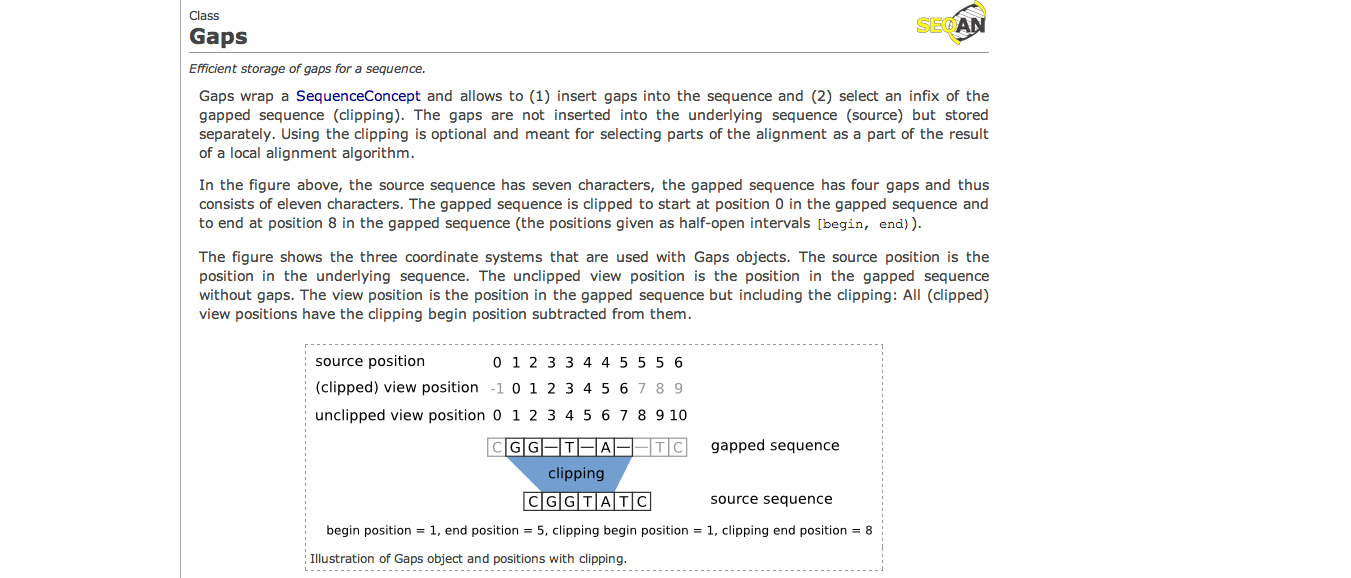 Class
SEQAN
Gaps
Efficient storage of gaps for a sequence.
Gaps wrap a SequenceConcept and allows to (1) insert gaps into the sequence and (2) select an infix of the
gapped sequence (clipping). The gaps are not inserted into the underlying sequence (source) but stored
separately. Using the clipping is optional and meant for selecting parts of the alignment as a part of the result
of a local alignment algorithm.
In the figure above, the source sequence has seven characters, the gapped sequence has four gaps and thus
consists of eleven characters. The gapped sequence is clipped to start at position 0 in the gapped sequence and
to end at position 8 in the gapped sequence (the positions given as half-open intervals [begin, end)).
The figure shows the three coordinate systems that are used with Gaps objects. The source position is the
position in the underlying sequence. The unclipped view position is the position in the gapped sequence
without gaps. The view position is the position in the gapped sequence but including the clipping: All (clipped)
view positions have the clipping begin position subtracted from them.
source position 0 1 2 3 3 4 4 5 5 5 6
(clipped) view position -1 0 1 2 3 4 5 6 7 8 9
unclipped view position 0 1 2 3 4 5 6 7 8 9 10
C G G — T — A — — T C gapped sequence
clipping
C G G T A T C source sequence
begin position = 1, end position = 5, clipping begin position = 1, clipping end position = 8
Illustration of Gaps object and positions with clipping.